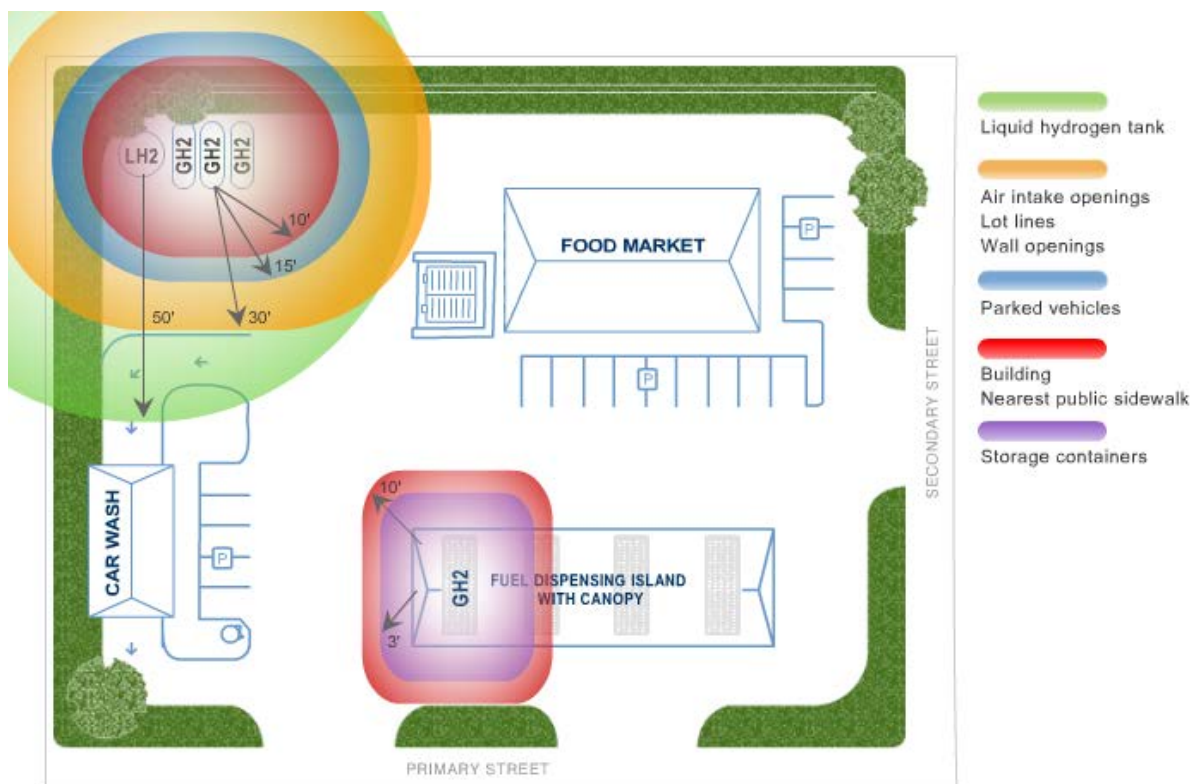 LH2
GH2
GH2
GH2
10'
15'
50'
30'
FOOD MARKET
P
P
SECONDARY STREET
CAR WASH
P
10'
3'
GH2
FUEL DISPENSING ISLAND
WITH CANOPY
PRIMARY STREET
Liquid hydrogen tank
Air intake openings
Lot lines
Wall openings
Parked vehicles
Building
Nearest public sidewalk
Storage containers